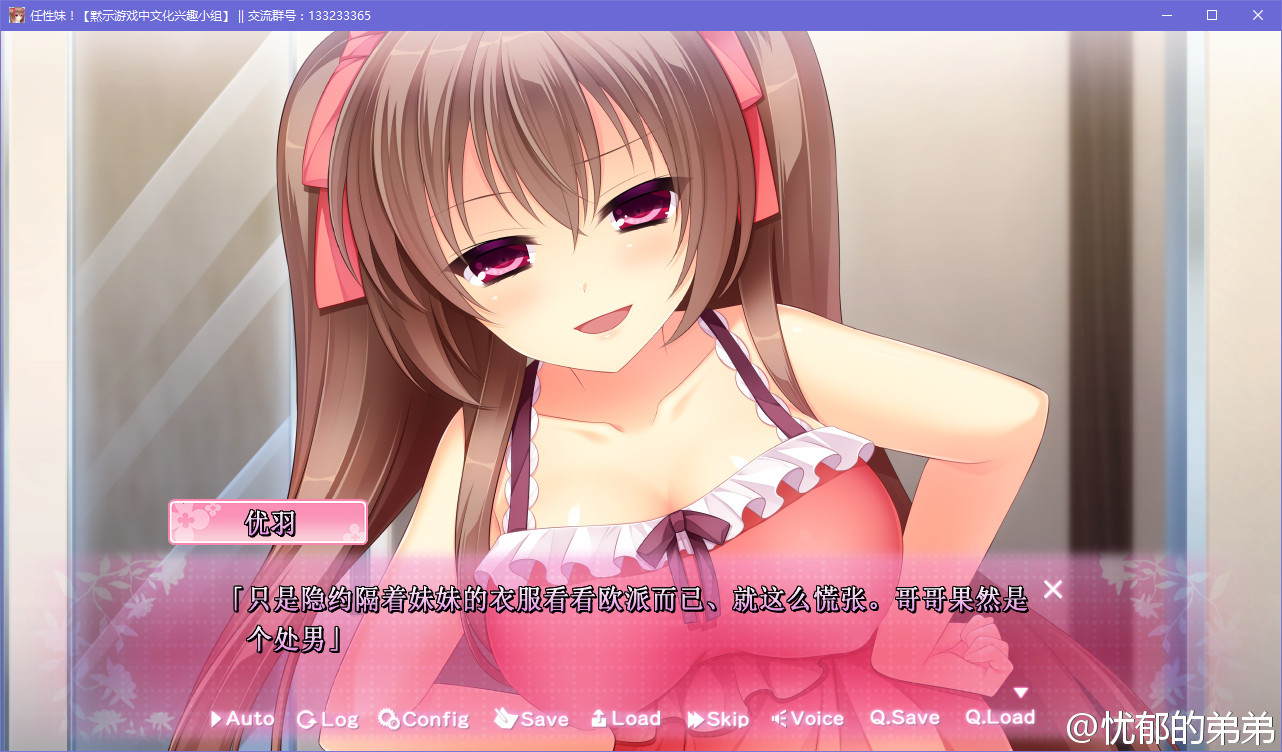 任性妹！【黙示游戏中文化兴趣小组】 || 交流群号：133233365
优羽
「只是隐约隔着妹妹的衣服看看欧派而已、就这么慌张。哥哥果然是
个处男」
Auto Log Config Save Load Skip Voice Q.Save Q.Load
@忧郁的弟弟